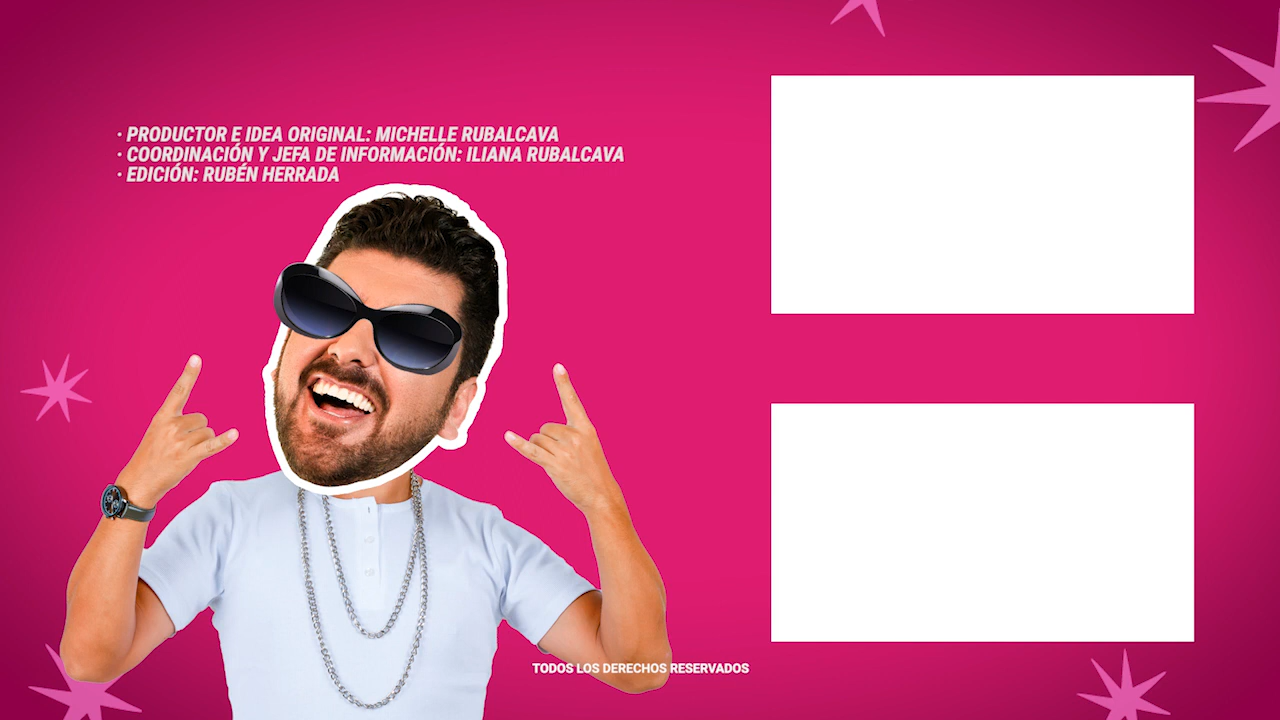 · PRODUCTOR E IDEA ORIGINAL: MICHELLE RUBALCAVA
· COORDINACIÓN Y JEFA DE INFORMACIÓN: ILIANA RUBALCAVA
· EDICIÓN: RUBÉN HERRADA
TODOS LOS DERECHOS RESERVADOS